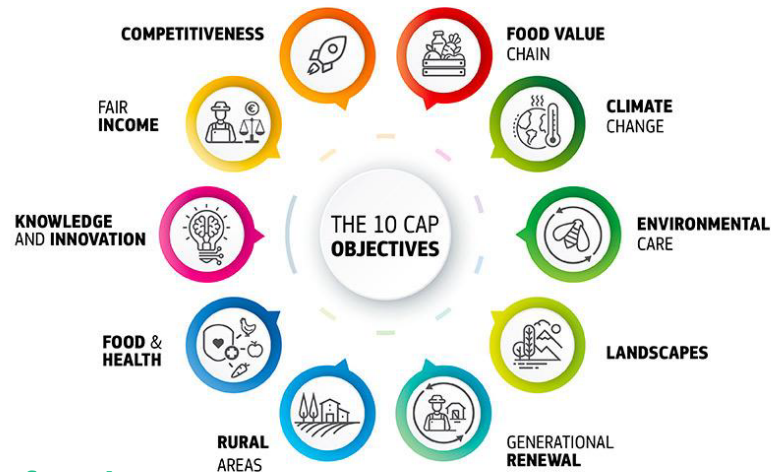 COMPETITIVENESS
FOOD VALUE
CHAIN
FAIR
INCOME
CLIMATE
CHANGE
KNOWLEDGE
AND INNOVATION
THE 10 CAP
OBJECTIVES
ENVIRONMENTAL
CARE
FOOD &
HEALTH
LANDSCAPES
RURAL
AREAS
GENERATIONAL
RENEWAL